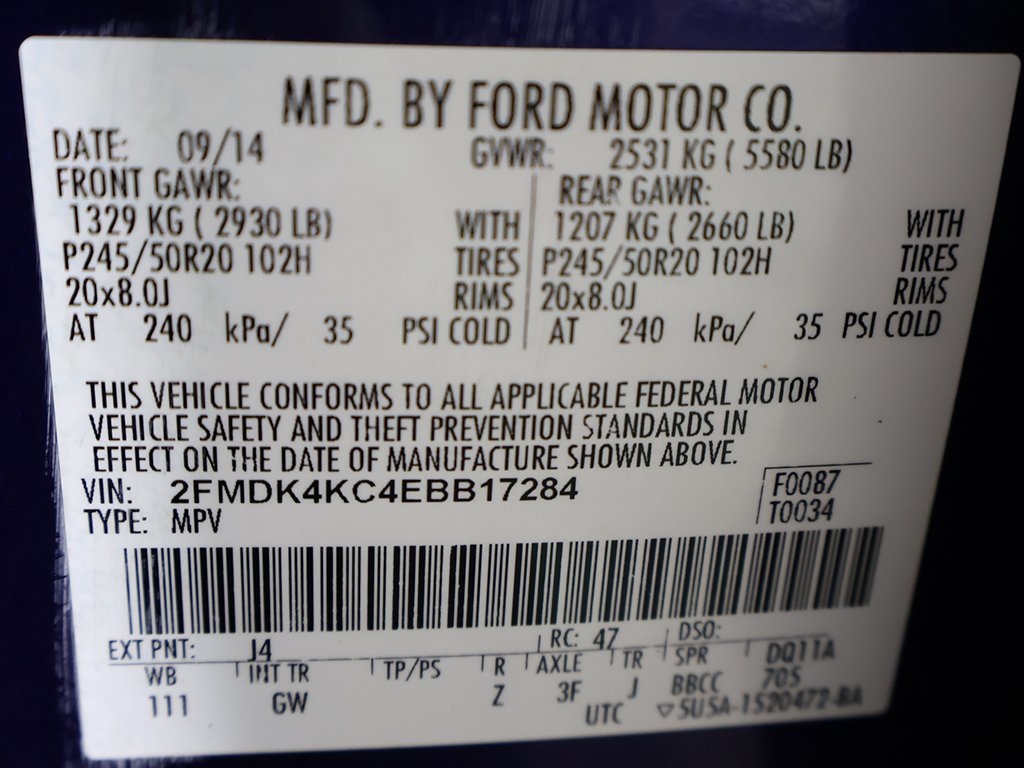 MFD. BY FORD MOTOR CO.
DATE: 09/14 GVWR: 2531 KG ( 5580 LB)
FRONT GAWR: REAR GAWR:
1329 KG ( 2930 LB) WITH 1207 KG ( 2660 LB) WITH
P245/50R20 102H TIRES P245/50R20 102H TIRES
20x8.0J RIMS 20x8.0J RIMS
AT 240 kPa/ 35 PSI COLD AT 240 kPa/ 35 PSI COLD
THIS VEHICLE CONFORMS TO ALL APPLICABLE FEDERAL MOTOR
VEHICLE SAFETY AND THEFT PREVENTION STANDARDS IN
EFFECT ON THE DATE OF MANUFACTURE SHOWN ABOVE.
VIN: 2FMDK4KC4EBB17284 F0087
TYPE: MPV T0034
EXT PNT: J4 RC: 47 DSO:
WB INT TR TP/PS R AXLE TR SPR DQ11A
111 GW Z 3F J BBCC 705
UTC ▽5U5A-1520472-BA